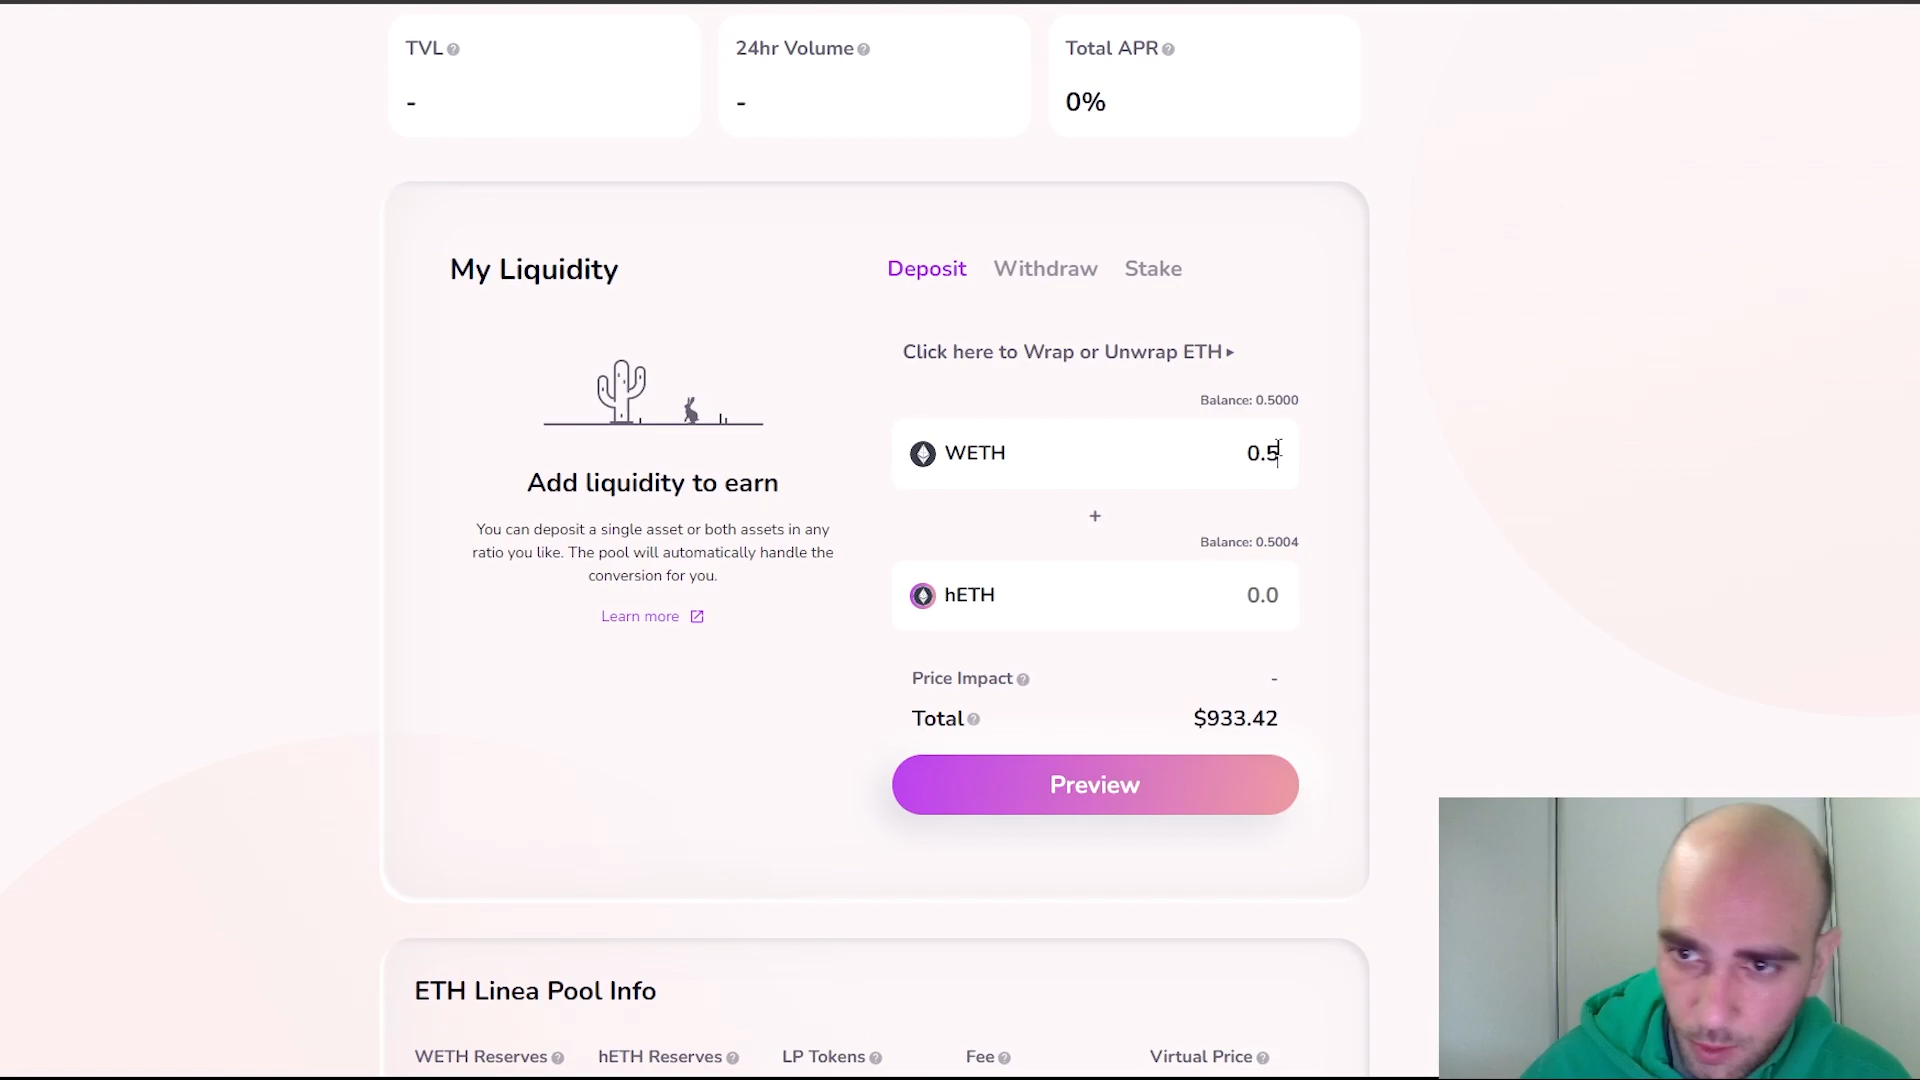 TVL
24hr Volume
Total APR
-
-
0%
My Liquidity
Deposit
Withdraw
Stake
Click here to Wrap or Unwrap ETH
Balance: 0.5000
WETH
0.5
+
Balance: 0.5004
hETH
0.0
Add liquidity to earn
You can deposit a single asset or both assets in any
ratio you like. The pool will automatically handle the
conversion for you.
Learn more
Price Impact
-
Total
$933.42
Preview
ETH Linea Pool Info
WETH Reserves
hETH Reserves
LP Tokens
Fee
Virtual Price